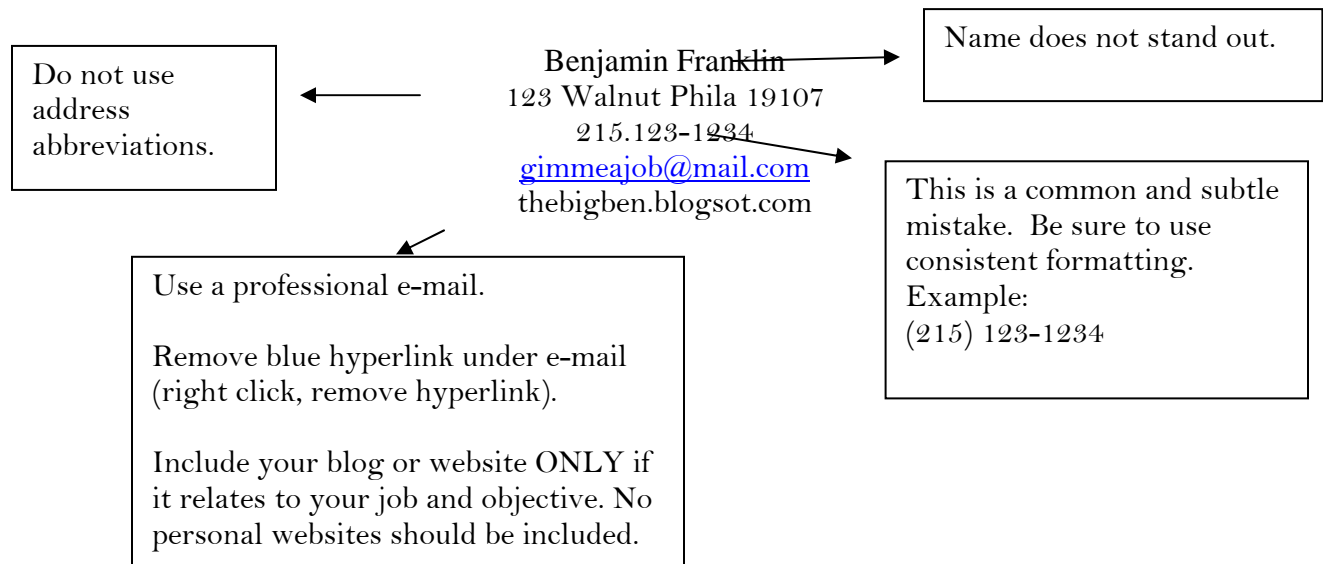 Name does not stand out.
Do not use
address
abbreviations.
Benjamin Franklin
123 Walnut Phila 19107
215.123-1234
gimmeajob@mail.com
thebigben.blogsot.com
This is a common and subtle
mistake.  Be sure to use
consistent formatting.
Example:
(215) 123-1234
Use a professional e-mail.
Remove blue hyperlink under e-mail
(right click, remove hyperlink).
Include your blog or website ONLY if
it relates to your job and objective. No
personal websites should be included.